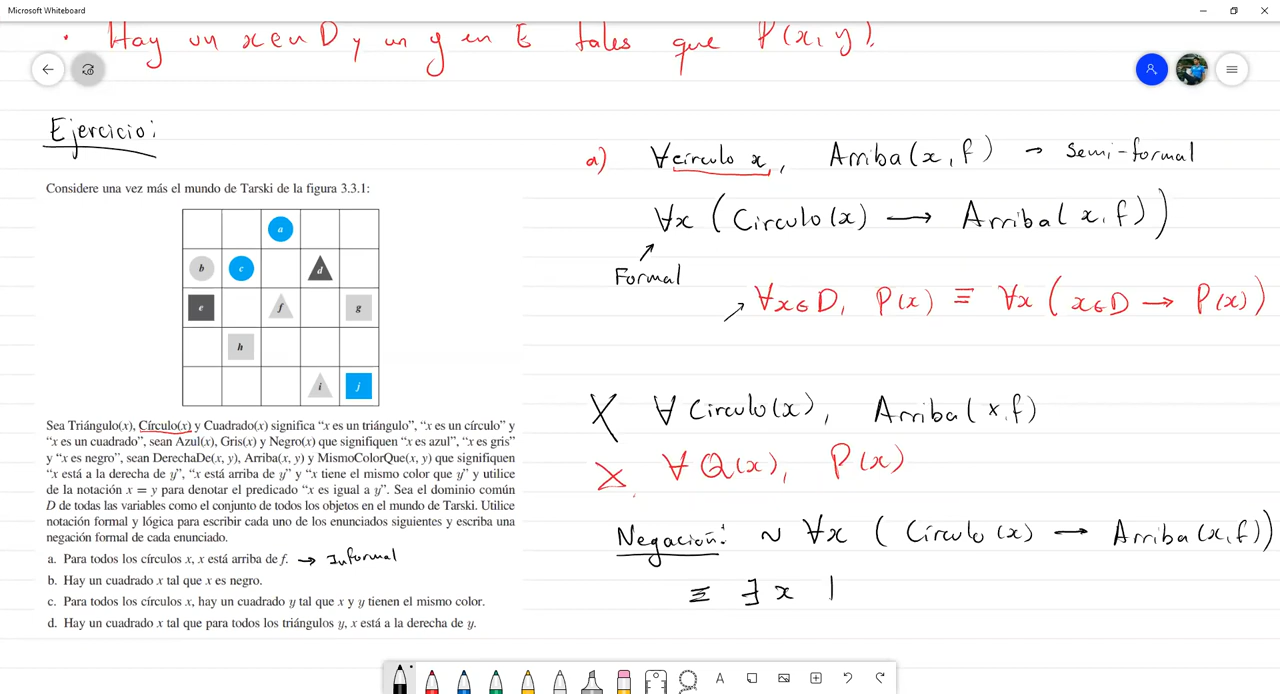 Microsoft Whiteboard
• Hay un x en D y un y en E tales que P(x, y).
Ejercicio:
Considere una vez más el mundo de Tarski de la figura 3.3.1:
a
b c d
e f g
h
i j
Sea Triángulo(x), Círculo(x) y Cuadrado(x) significa “x es un triángulo”, “x es un círculo” y
“x es un cuadrado”, sean Azul(x), Gris(x) y Negro(x) que signifiquen “x es azul”, “x es gris”
y “x es negro”, sean DerechaDe(x, y), Arriba(x, y) y MismoColorQue(x, y) que signifiquen
“x está a la derecha de y”, “x está arriba de y” y “x tiene el mismo color que y” y utilice
de la notación x = y para denotar el predicado “x es igual a y”. Sea el dominio común
D de todas las variables como el conjunto de todos los objetos en el mundo de Tarski. Utilice
notación formal y lógica para escribir cada uno de los enunciados siguientes y escriba una
negación formal de cada enunciado.
a. Para todos los círculos x, x está arriba de f. → Informal
b. Hay un cuadrado x tal que x es negro.
c. Para todos los círculos x, hay un cuadrado y tal que x y y tienen el mismo color.
d. Hay un cuadrado x tal que para todos los triángulos y, x está a la derecha de y.
a) ∀círculo x, Arriba(x, f) → Semi-formal
∀x (Círculo(x) → Arriba(x, f))
Formal
∀x∈D, P(x) ≡ ∀x (x∈D → P(x))
X ∀ Círculo(x), Arriba(x, f)
X ∀ Q(x), P(x)
Negación: ~ ∀x (Círculo(x) → Arriba(x, f))
≡ ∃ x |
A